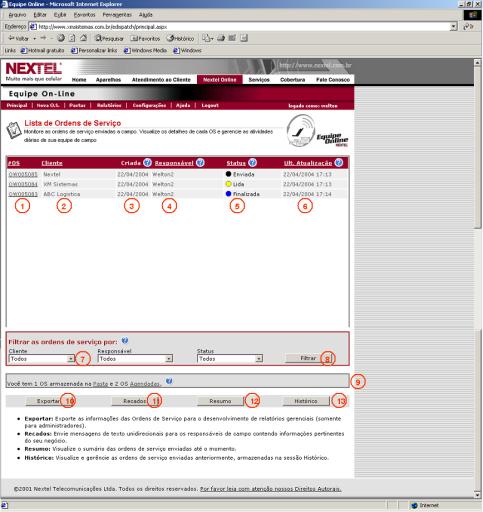 Equipe Online - Microsoft Internet Explorer
Arquivo Editar Exibir Favoritos Ferramentas Ajuda
Endereço http://www.xmsistemas.com.br/edispatch/principal.aspx
Voltar Pesquisar Favoritos Histórico
Links Hotmail gratuito Personalizar links Windows Media Windows
NEXTEL
Muito mais que celular
http://www.nextel.com.br
Home Aparelhos Atendimento ao Cliente Nextel Online Serviços Cobertura Fale Conosco
Equipe On-Line
Principal | Nova O.S. | Pastas | Relatórios | Configurações | Ajuda | Logout logado como: welton
Lista de Ordens de Serviço
Monitore as ordens de serviço enviadas a campo. Visualize os detalhes de cada OS e gerencie as atividades
diárias de sua equipe de campo
Equipe
Online
NEXTEL
#OS Cliente Criada Responsável Status Ult. Atualização
OW005085 Nextel 22/04/2004 Welton2 Enviada 22/04/2004 17:13
OW005084 XM Sistemas 22/04/2004 Welton2 Lida 22/04/2004 17:13
OW005083 ABC Logistica 22/04/2004 Welton2 Finalizada 22/04/2004 17:14
1 2 3 4 5 6
Filtrar as ordens de serviço por:
Cliente Responsável Status
Todos 7 Todos Todos Filtrar 8
Você tem 1 OS armazenada na Pasta e 2 OS Agendadas. 9
Exportar 10 Recados 11 Resumo 12 Histórico 13
• Exportar: Exporte as informações das Ordens de Serviço para o desenvolvimento de relatórios gerenciais (somente
para administradores).
• Recados: Envie mensagens de texto unidirecionais para os responsáveis de campo contendo informações pertinentes
do seu negócio.
• Resumo: Visualize o sumário das ordens de serviço enviadas até o momento.
• Histórico: Visualize e gerência as ordens de serviço enviadas anteriormente, armazenadas na sessão Histórico.
©2001 Nextel Telecomunicações Ltda. Todos os direitos reservados. Por favor leia com atenção nossos Direitos Autorais.
Internet